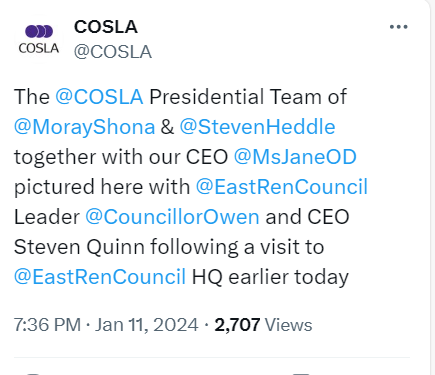 COSLA
COSLA
@COSLA
The @COSLA Presidential Team of
@MorayShona & @StevenHeddle
together with our CEO @MsJaneOD
pictured here with @EastRenCouncil
Leader @CouncillorOwen and CEO
Steven Quinn following a visit to
@EastRenCouncil HQ earlier today
7:36 PM · Jan 11, 2024 · 2,707 Views